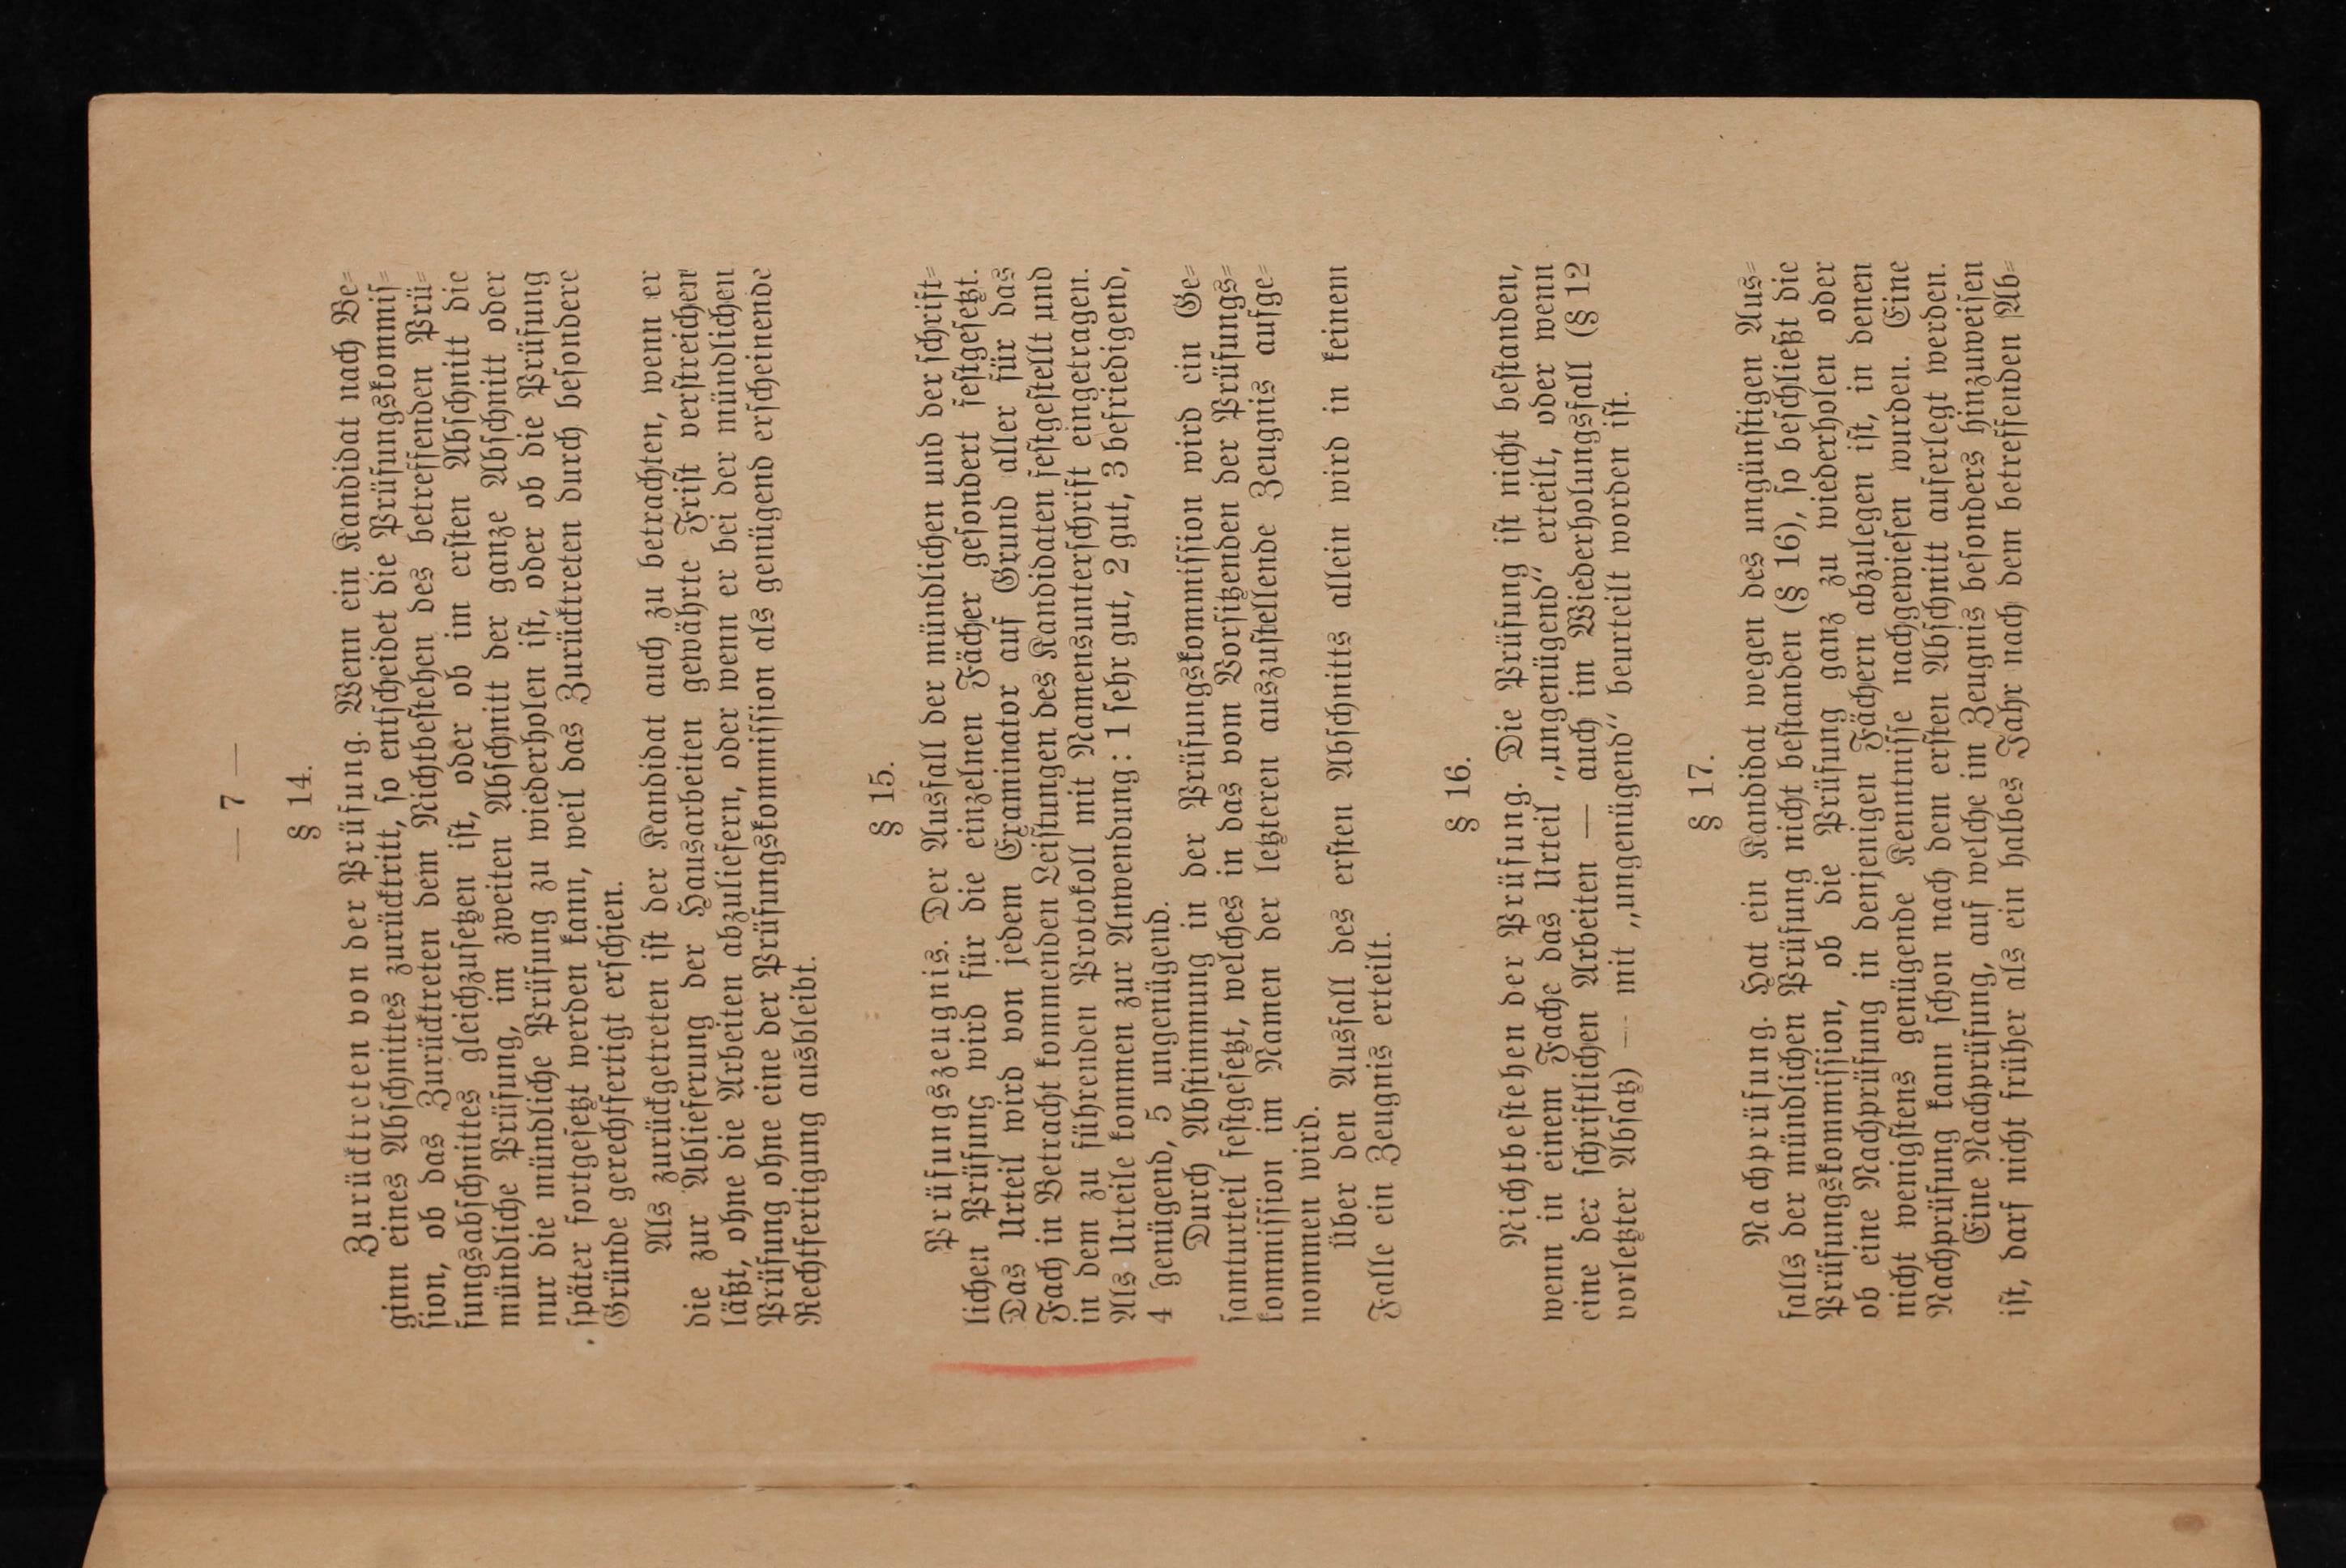 — 7 —
§ 14.
Zurücktreten von der Prüfung. Wenn ein Kandidat nach Be-
ginn eines Abschnittes zurücktritt, so entscheidet die Prüfungskommis-
sion, ob das Zurücktreten dem Nichtbestehen des betreffenden Prü-
fungsabschnittes gleichzusetzen ist, oder ob im ersten Abschnitt die
mündliche Prüfung, im zweiten Abschnitt der ganze Abschnitt oder
nur die mündliche Prüfung zu wiederholen ist, oder ob die Prüfung
später fortgesetzt werden kann, weil das Zurücktreten durch besondere
Gründe gerechtfertigt erschien.
Als zurückgetreten ist der Kandidat auch zu betrachten, wenn er
die zur Ablieferung der Hausarbeiten gewährte Frist verstreichen
läßt, ohne die Arbeiten abzuliefern, oder wenn er bei der mündlichen
Prüfung ohne eine der Prüfungskommission als genügend erscheinende
Rechtfertigung ausbleibt.
§ 15.
Prüfungszeugnis. Der Ausfall der mündlichen und der schrift-
lichen Prüfung wird für die einzelnen Fächer gesondert festgesetzt.
Das Urteil wird von jedem Examinator auf Grund aller für das
Fach in Betracht kommenden Leistungen des Kandidaten festgestellt und
in dem zu führenden Protokoll mit Namensunterschrift eingetragen.
Als Urteile kommen zur Anwendung: 1 sehr gut, 2 gut, 3 befriedigend,
4 genügend, 5 ungenügend.
Durch Abstimmung in der Prüfungskommission wird ein Ge-
samturteil festgesetzt, welches in das vom Vorsitzenden der Prüfungs-
kommission im Namen der letzteren auszustellende Zeugnis aufge-
nommen wird.
Über den Ausfall des ersten Abschnitts allein wird in keinem
Falle ein Zeugnis erteilt.
§ 16.
Nichtbestehen der Prüfung. Die Prüfung ist nicht bestanden,
wenn in einem Fache das Urteil „ungenügend“ erteilt, oder wenn
eine der schriftlichen Arbeiten — auch im Wiederholungsfall (§ 12
vorletzter Absatz) — mit „ungenügend“ beurteilt worden ist.
§ 17.
Nachprüfung. Hat ein Kandidat wegen des ungünstigen Aus-
falls der mündlichen Prüfung nicht bestanden (§ 16), so beschließt die
Prüfungskommission, ob die Prüfung ganz zu wiederholen oder
ob eine Nachprüfung in denjenigen Fächern abzulegen ist, in denen
nicht wenigstens genügende Kenntnisse nachgewiesen wurden. Eine
Nachprüfung kann schon nach dem ersten Abschnitt auferlegt werden.
Eine Nachprüfung, auf welche im Zeugnis besonders hinzuweisen
ist, darf nicht früher als ein halbes Jahr nach dem betreffenden Ab-